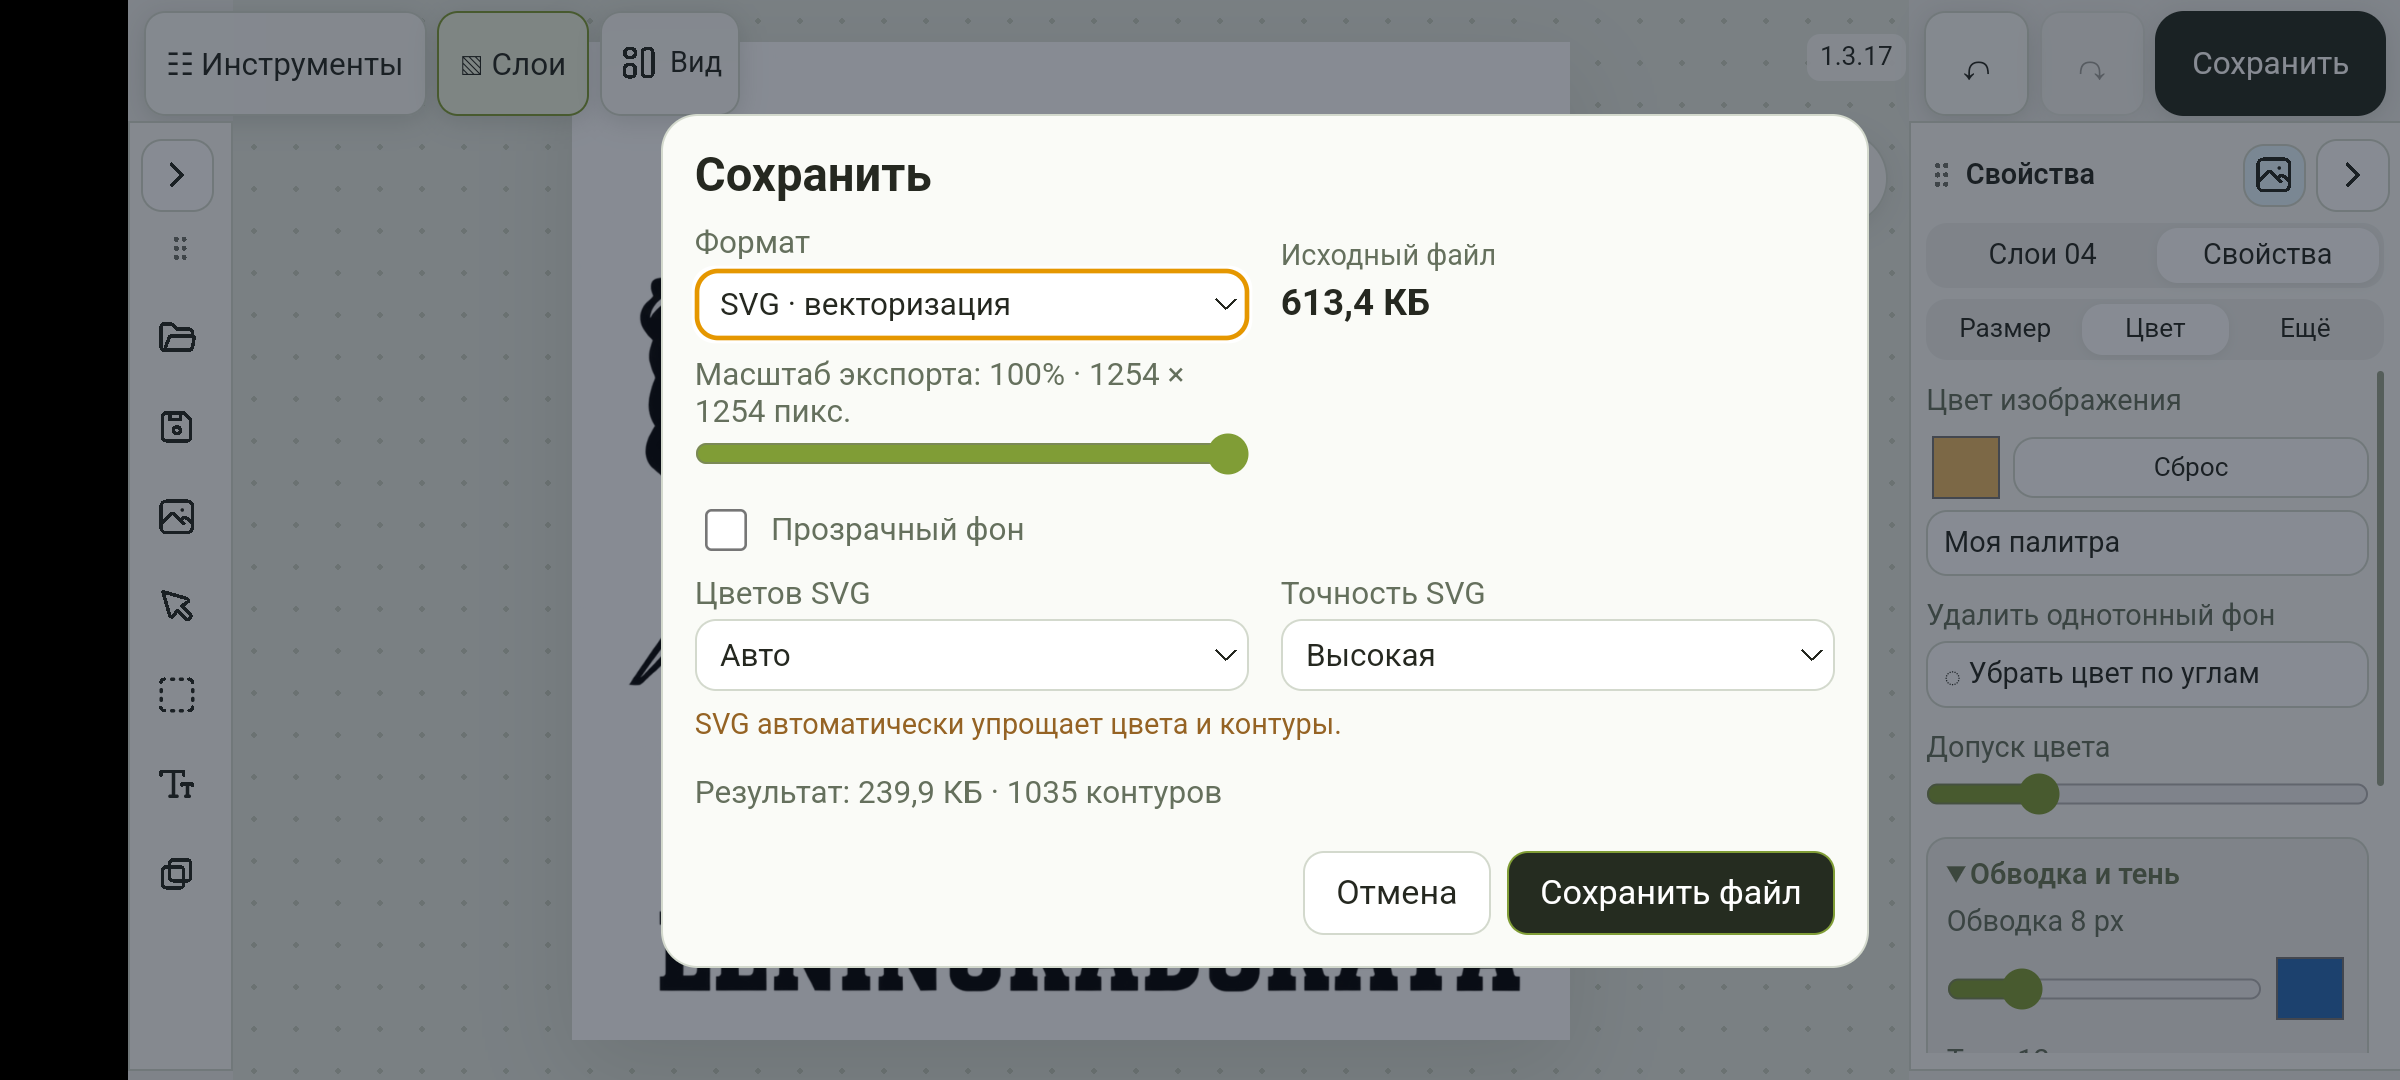 Инструменты
Слои
Вид
1.3.17
Сохранить
Сохранить
Формат
SVG · векторизация
Исходный файл
613,4 КБ
Масштаб экспорта: 100% · 1254 ×
1254 пикс.
Прозрачный фон
Цветов SVG
Авто
Точность SVG
Высокая
SVG автоматически упрощает цвета и контуры.
Результат: 239,9 КБ · 1035 контуров
Отмена
Сохранить файл
Свойства
Слои 04
Свойства
Размер
Цвет
Ещё
Цвет изображения
Сброс
Моя палитра
Удалить однотонный фон
Убрать цвет по углам
Допуск цвета
▼Обводка и тень
Обводка 8 px